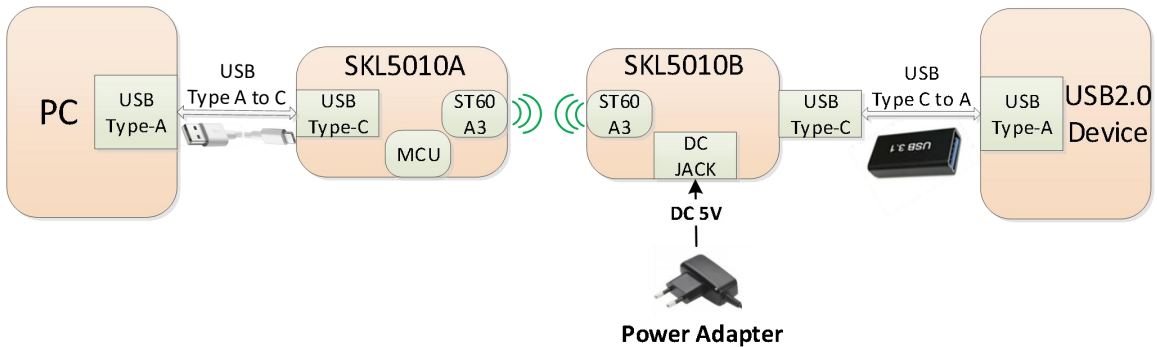 PC
USB
Type-A
USB
Type A to C
SKL5010A
USB
Type-C
MCU
ST60
A3
SKL5010B
ST60
A3
DC
JACK
DC 5V
Power Adapter
USB
Type-C
USB
Type C to A
USB 3.1
USB
Type-A
USB2.0
Device